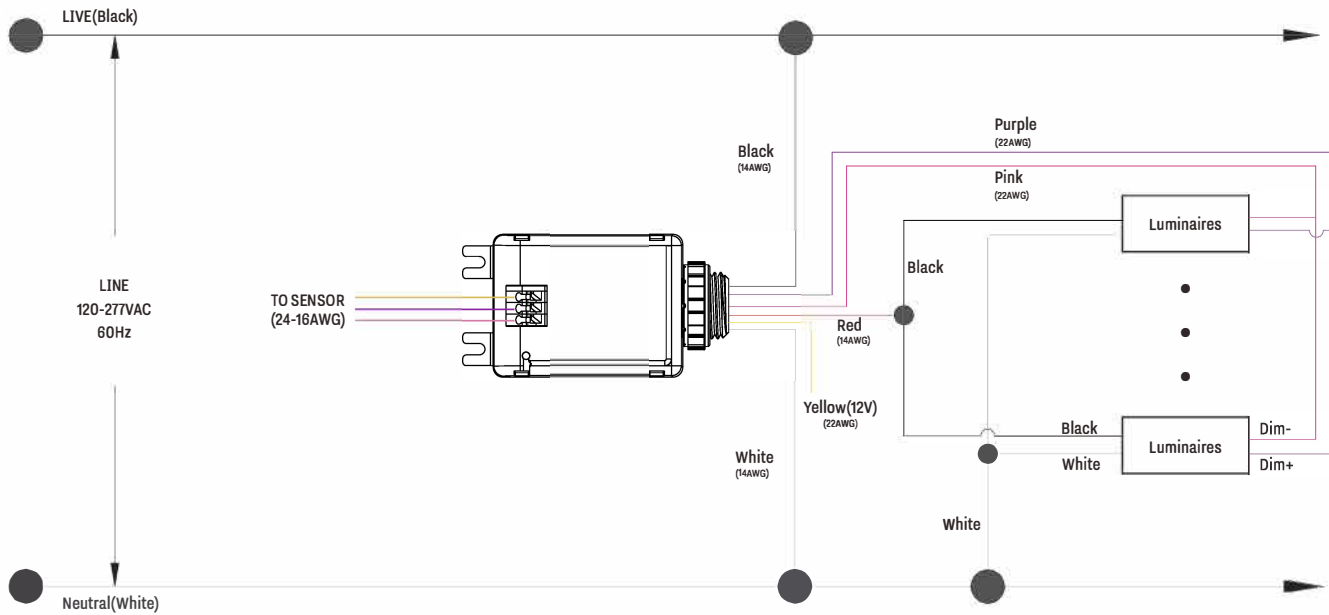 LIVE(Black)
Purple
(22AWG)
Black
(14AWG)
Pink
(22AWG)
Luminaires
Black
LINE
120-277VAC
60Hz
TO SENSOR
(24-16AWG)
Red
(14AWG)
Yellow(12V)
(22AWG)
Black
Luminaires
Dim-
White
Dim+
White
(14AWG)
White
Neutral(White)